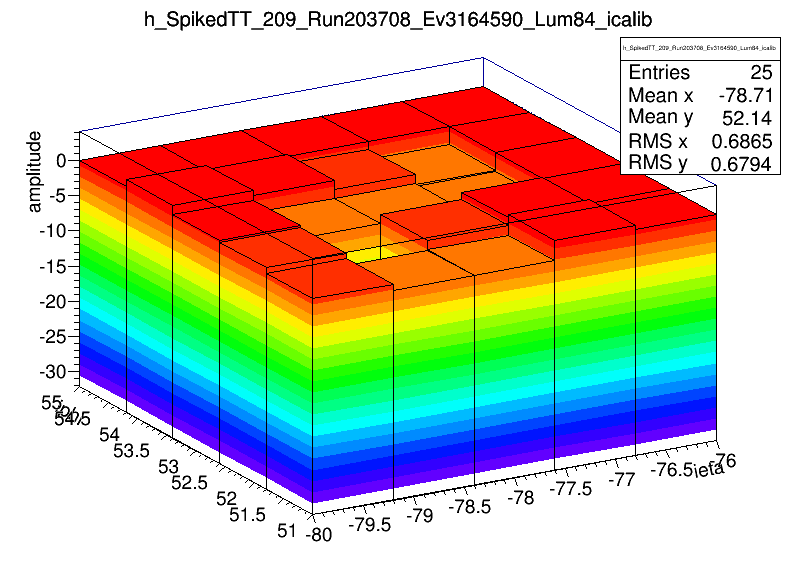 h_SpikedTT_209_Run203708_Ev3164590_Lum84_icalib
h_SpikedTT_209_Run203708_Ev3164590_Lum84_icalib
Entries 25
Mean x -78.71
Mean y 52.14
RMS x 0.6865
RMS y 0.6794
amplitude
0
-5
-10
-15
-20
-25
-30
55
54.5
54
53.5
53
52.5
52
51.5
51
-80
-79.5
-79
-78.5
-78
-77.5
-77
-76.5
-76
ieta